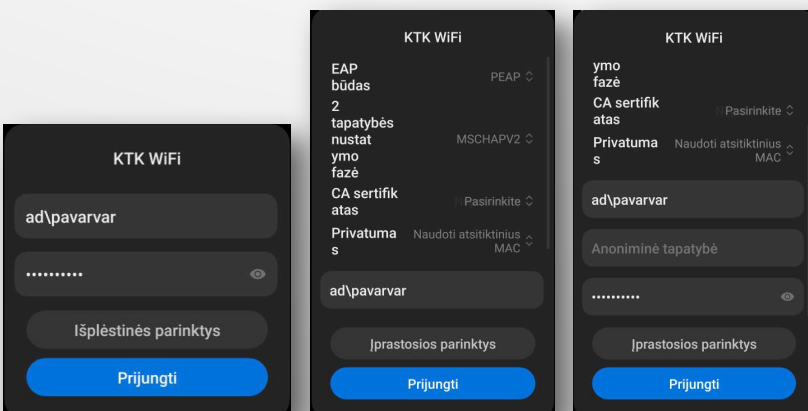 KTK WiFi
ad\pavarvar
••••••••••
Išplėstinės parinktys
Prijungti
KTK WiFi
EAP
būdas
PEAP
2
tapatybės
nustat
ymo
fazė
MSCHAPV2
CA sertifik
atas
Pasirinkite
Privatuma
s
Naudoti atsitiktinius
MAC
ad\pavarvar
Įprastosios parinktys
Prijungti
KTK WiFi
ymo
fazė
CA sertifik
atas
Pasirinkite
Privatuma
s
Naudoti atsitiktinius
MAC
ad\pavarvar
Anoniminė tapatybė
••••••••••
Įprastosios parinktys
Prijungti